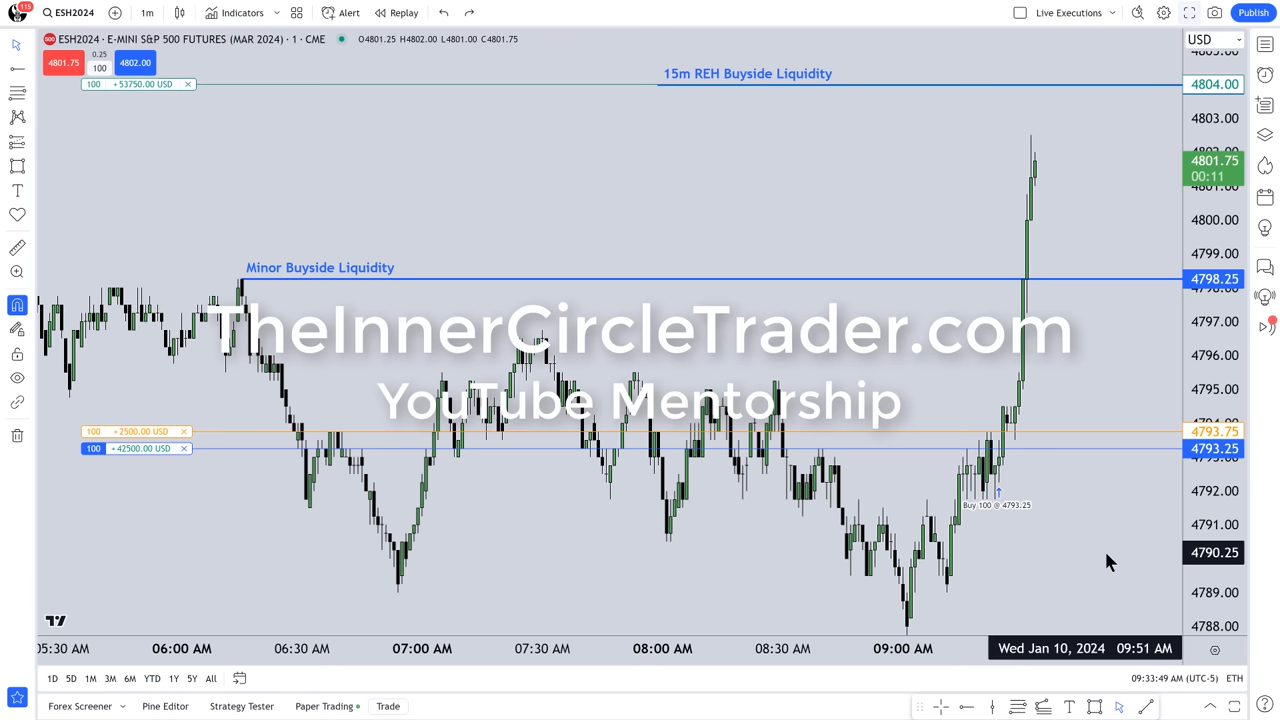 115
ESH2024
1m
Indicators
Alert
Replay
Live Executions
Publish
ESH2024 · E-MINI S&P 500 FUTURES (MAR 2024) · 1 · CME
O4801.25 H4802.00 L4801.00 C4801.75
USD
4801.75
0.25
100
4802.00
100 +53750.00 USD
15m REH Buyside Liquidity
4804.00
4803.00
4801.75
00:11
4801.00
4800.00
4799.00
Minor Buyside Liquidity
4798.25
4797.00
TheInnerCircleTrader.com
4796.00
4795.00
YouTube Mentorship
100 +2500.00 USD
4793.75
100 +42500.00 USD
4793.25
4792.00
Buy 100 @ 4793.25
4791.00
4790.25
4789.00
4788.00
05:30 AM 06:00 AM 06:30 AM 07:00 AM 07:30 AM 08:00 AM 08:30 AM 09:00 AM Wed Jan 10, 2024 09:51 AM
1D 5D 1M 3M 6M YTD 1Y 5Y All
09:33:49 AM (UTC-5) ETH
Forex Screener Pine Editor Strategy Tester Paper Trading Trade